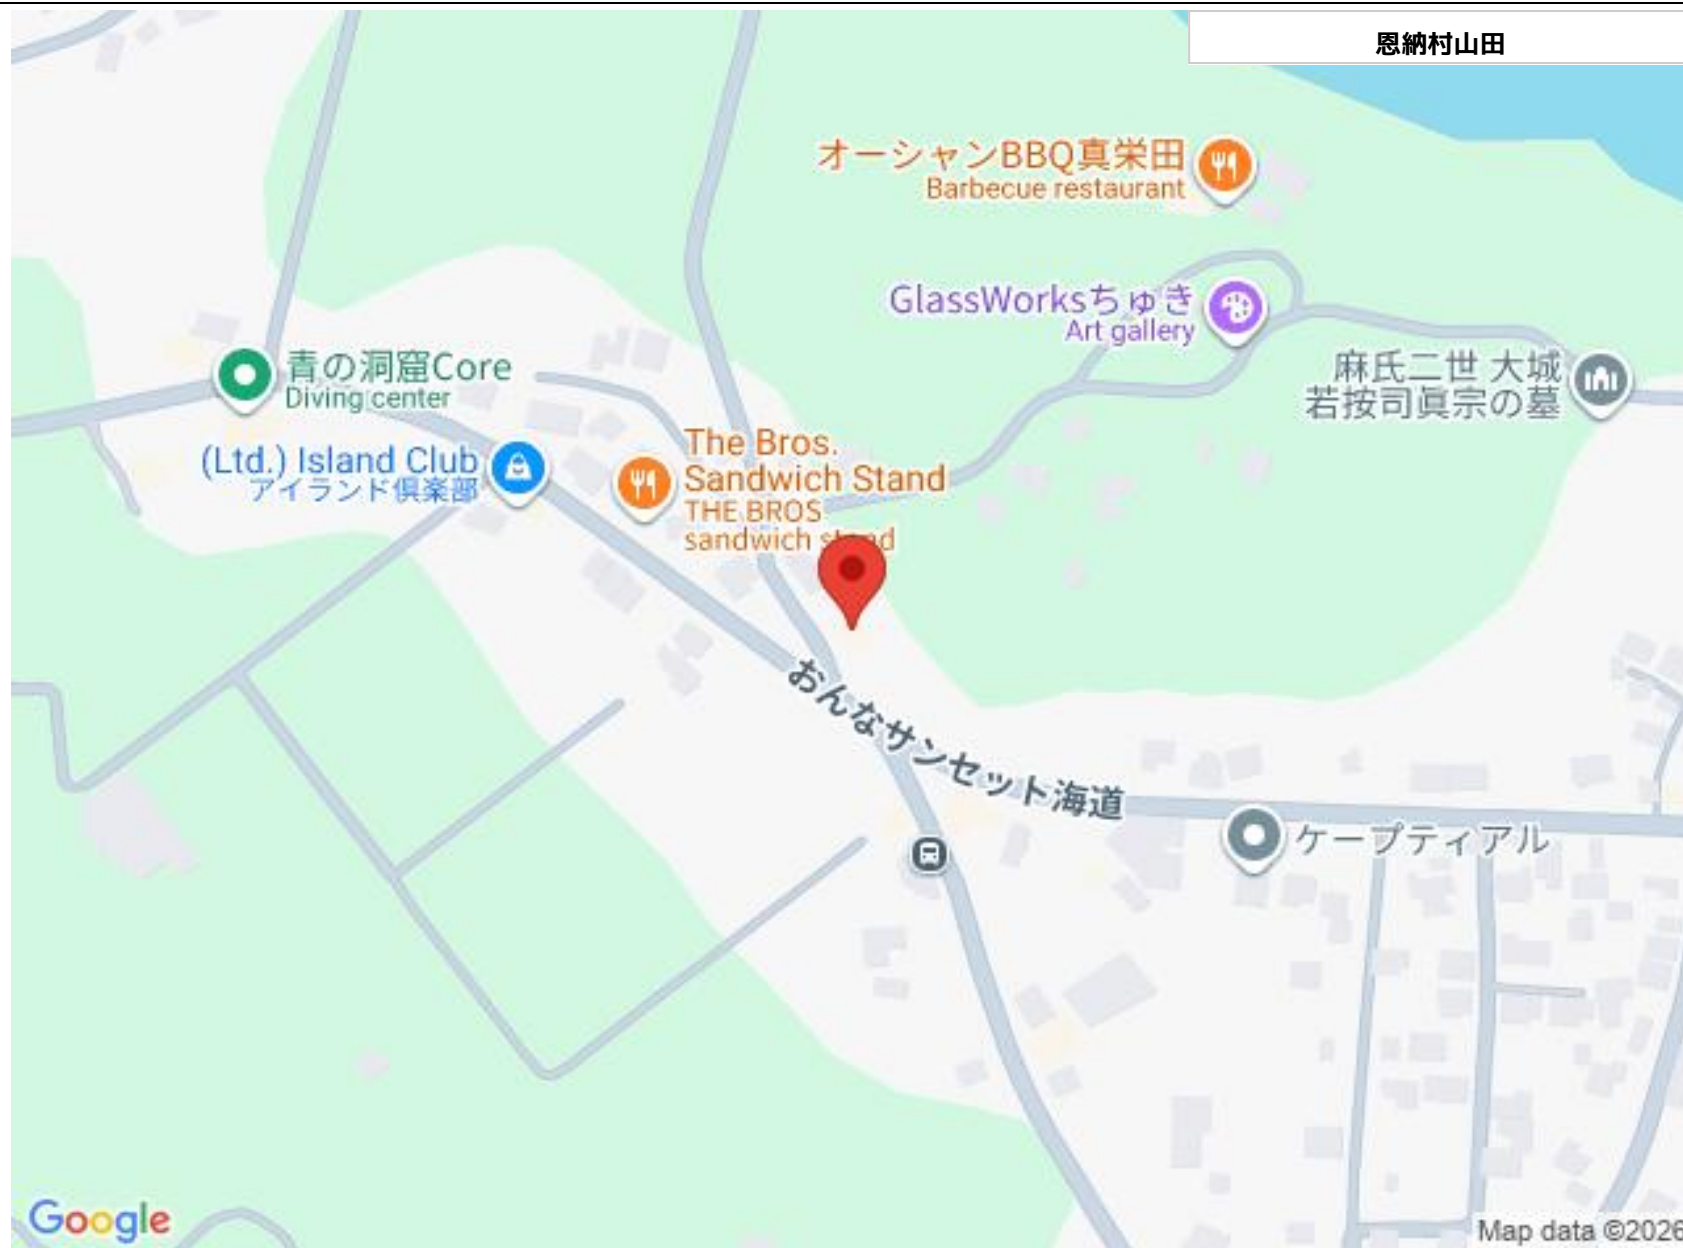 恩納村山田
オーシャンBBQ真栄田
Barbecue restaurant
GlassWorksちゅき
Art gallery
麻氏二世 大城
若按司眞宗の墓
青の洞窟Core
Diving center
(Ltd.) Island Club
アイランド倶楽部
The Bros.
Sandwich Stand
THE BROS
sandwich stand
おんなサンセット海道
ケープティアル
Google
Map data ©2026